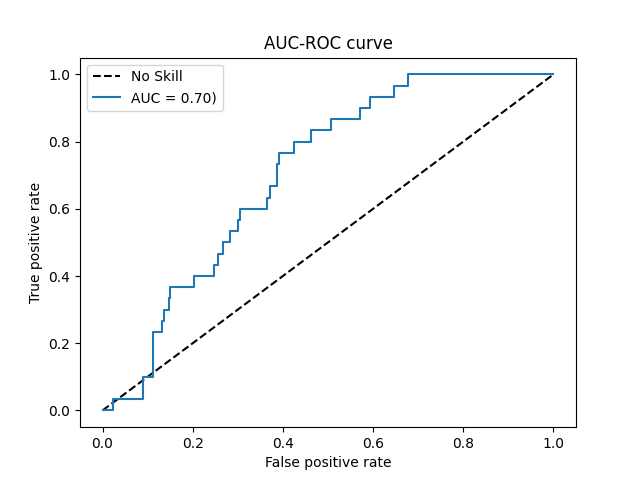 AUC-ROC curve
No Skill
AUC = 0.70)
True positive rate
1.0
0.8
0.6
0.4
0.2
0.0
0.0 0.2 0.4 0.6 0.8 1.0
False positive rate